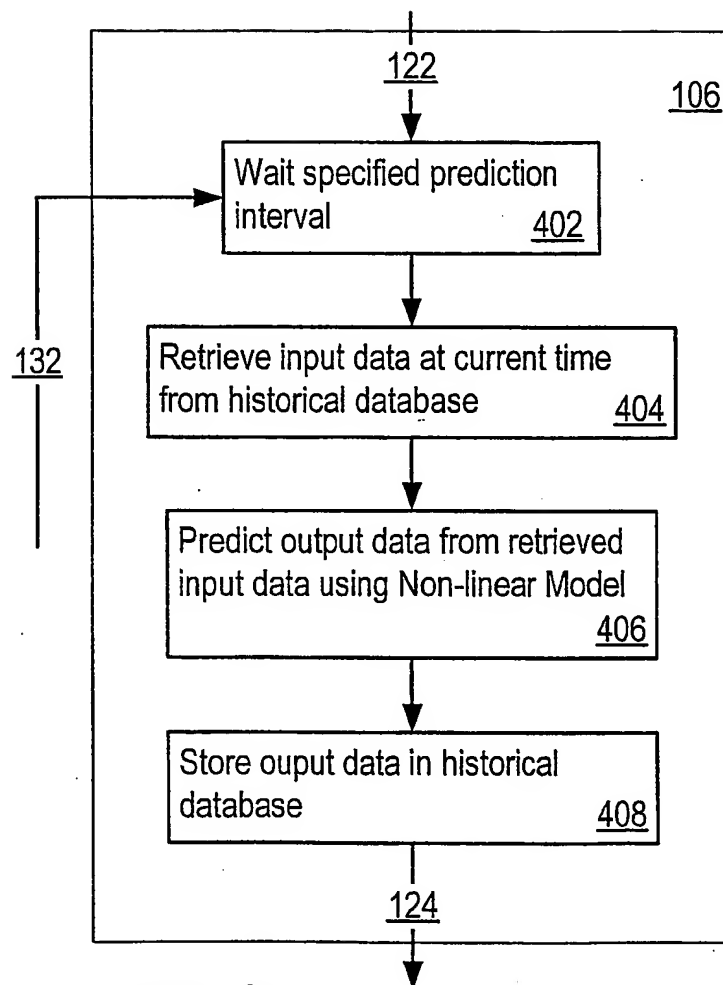 122
106
Wait specified prediction
interval
402
132
Retrieve input data at current time
from historical database
404
Predict output data from retrieved
input data using Non-linear Model
406
Store ouput data in historical
database
408
124